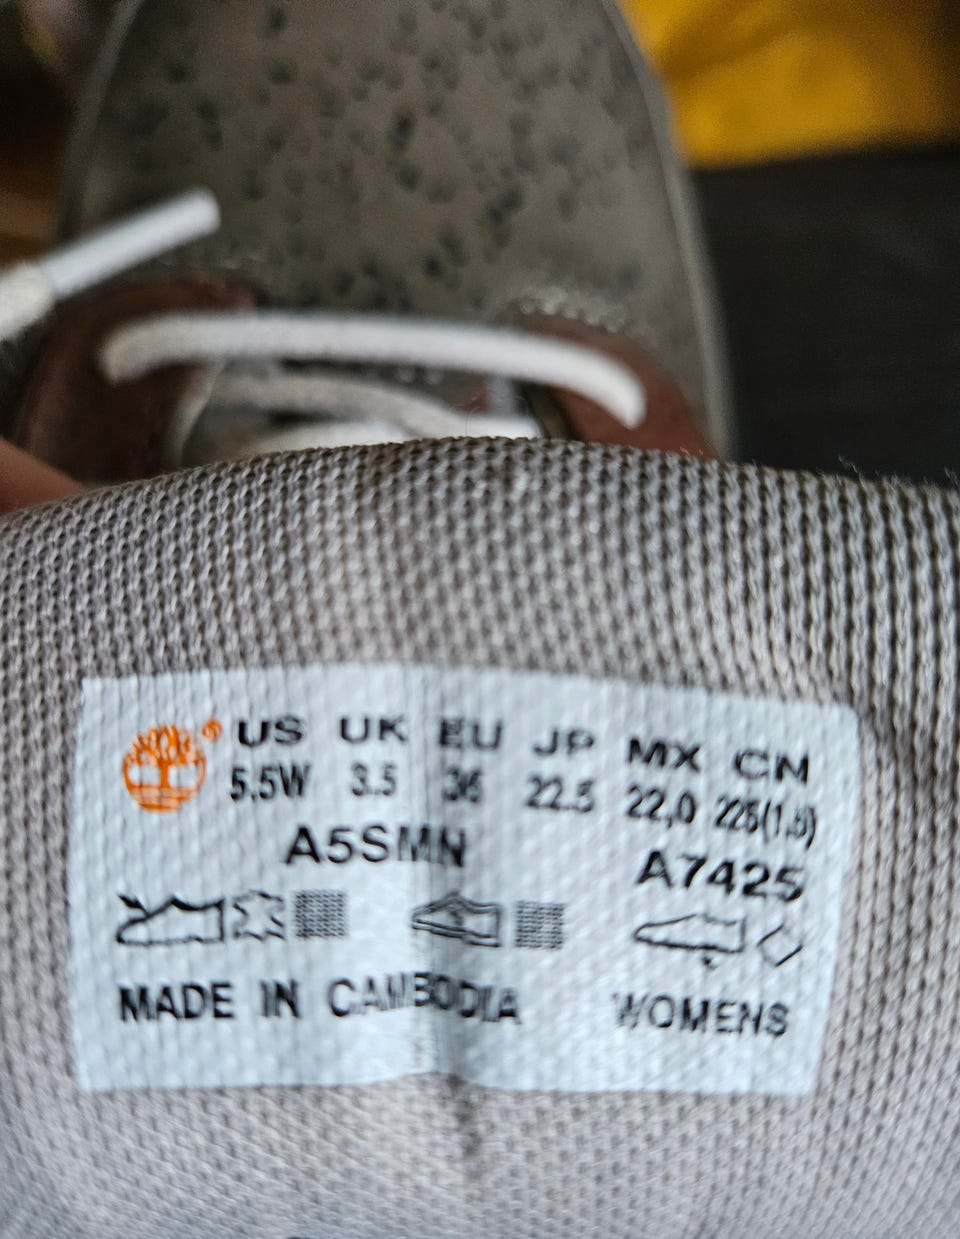 ® US UK EU JP MX CN
5.5W 3.5 36 22.5 22,0 225(1.5)
A5SMN A7425
MADE IN CAMBODIA WOMENS